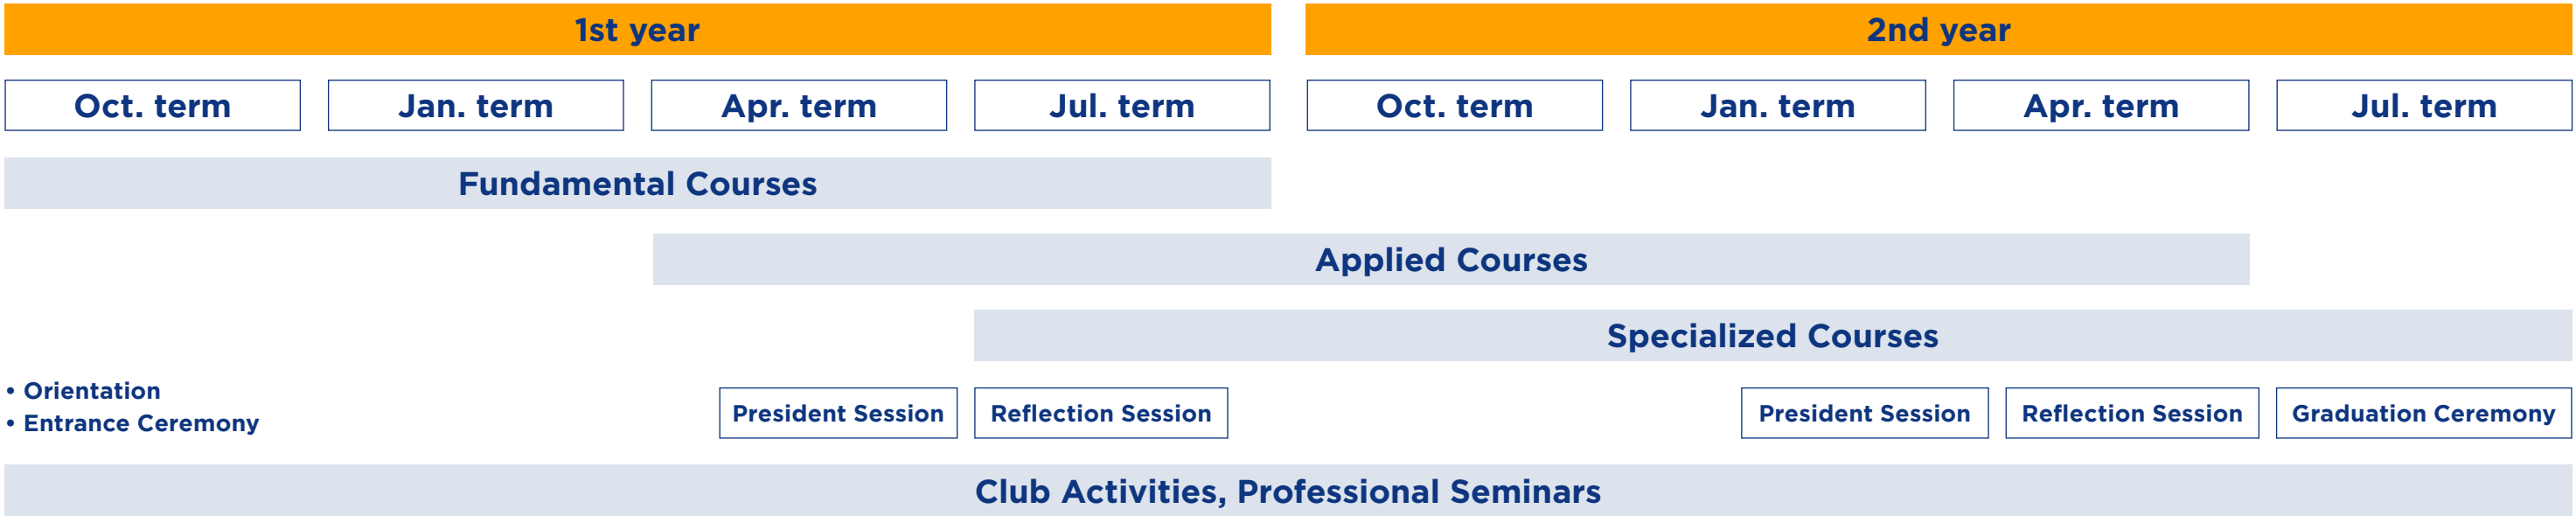 1st year 2nd year
Oct. term Jan. term Apr. term Jul. term Oct. term Jan. term Apr. term Jul. term
Fundamental Courses
Applied Courses
Specialized Courses
• Orientation
• Entrance Ceremony
President Session Reflection Session President Session Reflection Session Graduation Ceremony
Club Activities, Professional Seminars